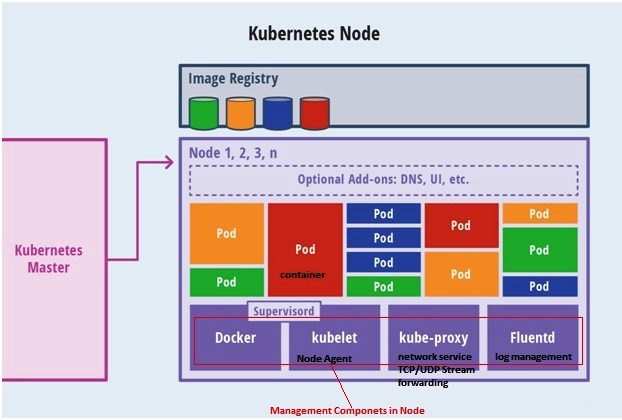 Kubernetes Node
Image Registry
Kubernetes
Master
Node 1, 2, 3, n
Optional Add-ons: DNS, UI, etc.
Pod
Pod
Pod
container
Pod
Pod
Pod
Pod
Pod
Pod
Pod
Pod
Pod
Supervisord
Docker
kubelet
Node Agent
kube-proxy
network service
TCP/UDP Stream
forwarding
Fluentd
log management
Management Componets in Node